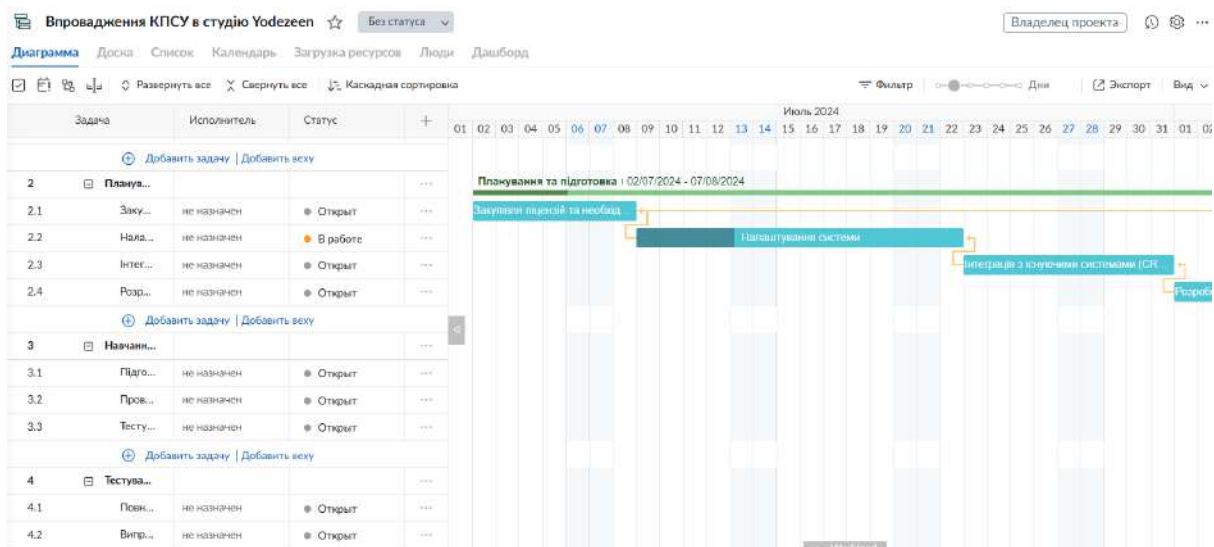 Впровадження КПСУ в студію Yodezeen Без статуса Владелец проекта
Диаграмма Доска Список Календарь Загрузка ресурсов Люди Дашборд
Развернуть все Свернуть все Каскадная сортировка Фильтр Дни Экспорт Вид
Июль 2024
Задача Исполнитель Статус
01 02 03 04 05 06 07 08 09 10 11 12 13 14 15 16 17 18 19 20 21 22 23 24 25 26 27 28 29 30 31 01 02
Добавить задачу | Добавить веху
2 Планув... Планування та підготовка 02/07/2024 - 07/08/2024
2.1 Заку... не назначен Открыт Закупівля ліцензій та необхід...
2.2 Нала... не назначен В работе Налаштування системи
2.3 Інтег... не назначен Открыт Інтеграція з існуючими системами (CR...
2.4 Розр... не назначен Открыт Розробк
Добавить задачу | Добавить веху
3 Навчанн...
3.1 Підго... не назначен Открыт
3.2 Пров... не назначен Открыт
3.3 Тесту... не назначен Открыт
Добавить задачу | Добавить веху
4 Тестува...
4.1 Повн... не назначен Открыт
4.2 Випр... не назначен Открыт